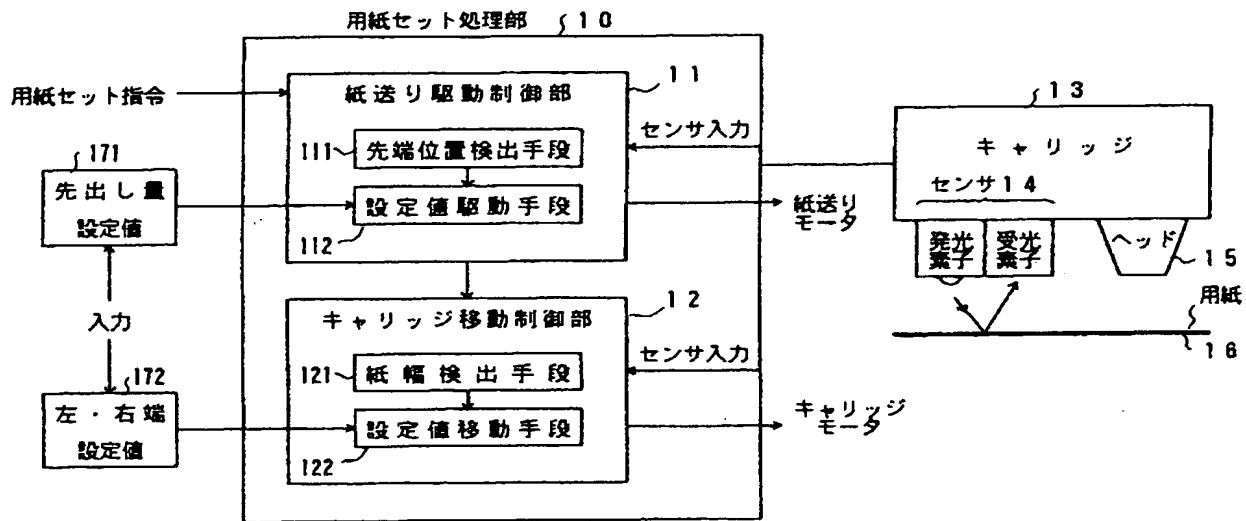 用紙セット処理部 10
用紙セット指令
11
紙送り駆動制御部
111 先端位置検出手段
設定値駆動手段
112
センサ入力
紙送り
モータ
171
先出し量
設定値
入力
172
左・右端
設定値
12
キャリッジ移動制御部
121 紙幅検出手段
設定値移動手段
122
センサ入力
キャリッジ
モータ
13
キャリッジ
センサ14
発光
素子
受光
素子
ヘッド
15
用紙
16